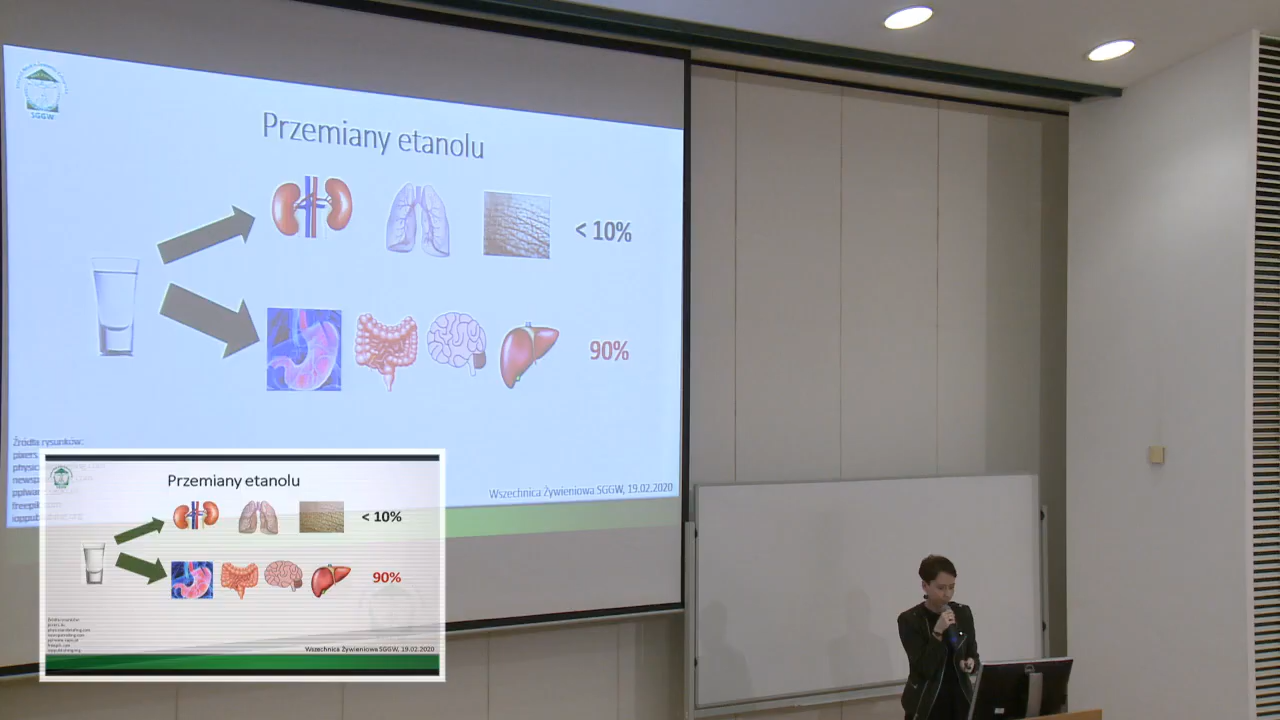 SGGW
Przemiany etanolu
< 10%
90%
Źródła rysunków:
Wszechnica Żywieniowa SGGW, 19.02.2020
Przemiany etanolu
< 10%
90%
Wszechnica Żywieniowa SGGW, 19.02.2020